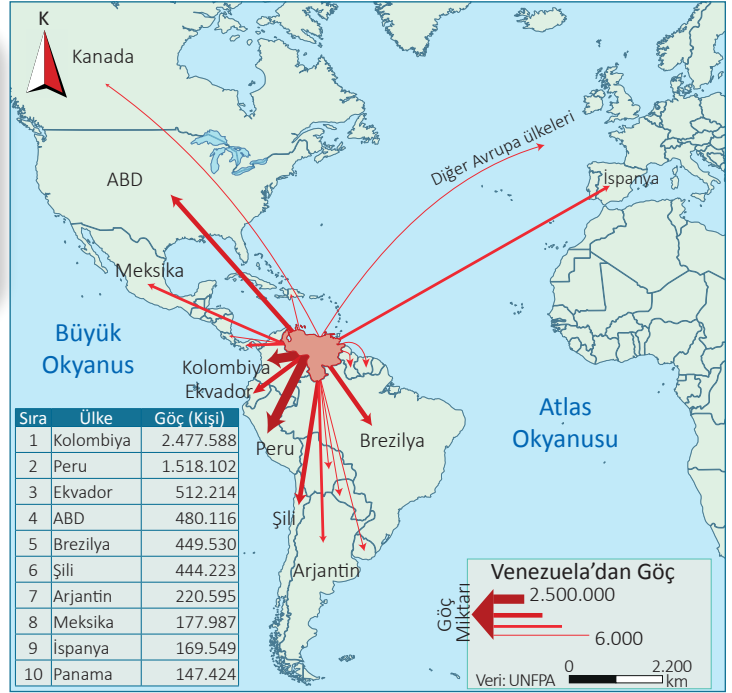 K
Kanada
ABD
Meksika
Diğer Avrupa ülkeleri
İspanya
Büyük
Okyanus
Kolombiya
Ekvador
Peru
Brezilya
Atlas
Okyanusu
Şili
Arjantin
Sıra Ülke Göç (Kişi)
1 Kolombiya 2.477.588
2 Peru 1.518.102
3 Ekvador 512.214
4 ABD 480.116
5 Brezilya 449.530
6 Şili 444.223
7 Arjantin 220.595
8 Meksika 177.987
9 İspanya 169.549
10 Panama 147.424
Venezuela’dan Göç
Göç
Miktarı
2.500.000
6.000
Veri: UNFPA
0 2.200
km